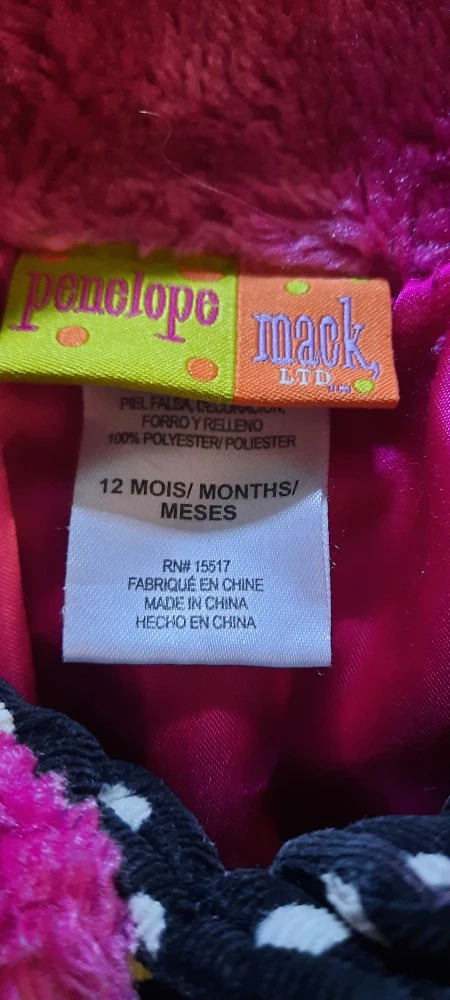 penelope
mack,
LTD
PIEL FALSA, DECORACION,
FORRO Y RELLENO
100% POLYESTER/ POLIESTER
12 MOIS/ MONTHS/
MESES
RN# 15517
FABRIQUÉ EN CHINE
MADE IN CHINA
HECHO EN CHINA